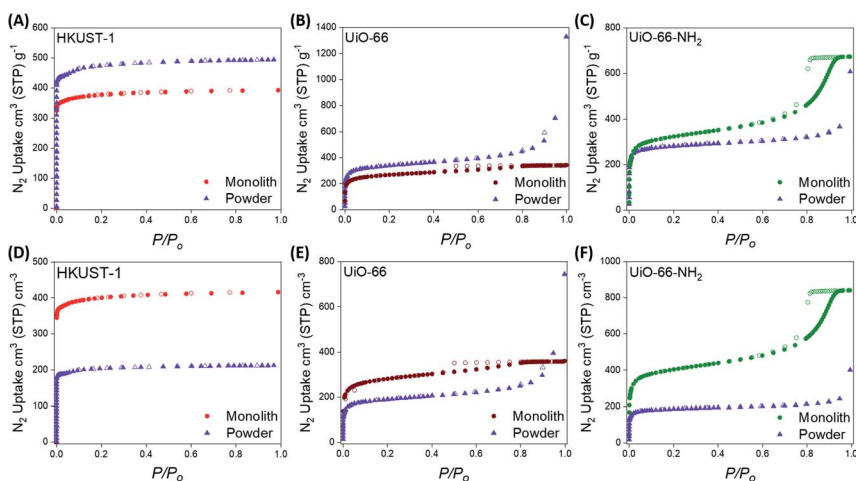 (A)
HKUST-1
N₂ Uptake cm³ (STP) g⁻¹
600
500
400
300
200
100
0
0.0 0.2 0.4 0.6 0.8 1.0
P/Pₒ
Monolith
Powder
(B)
UiO-66
N₂ Uptake cm³ (STP) g⁻¹
1400
1200
1000
800
600
400
200
0
0.0 0.2 0.4 0.6 0.8 1.0
P/Pₒ
Monolith
Powder
(C)
UiO-66-NH₂
N₂ Uptake cm³ (STP) g⁻¹
800
600
400
200
0
0.0 0.2 0.4 0.6 0.8 1.0
P/Pₒ
Monolith
Powder
(D)
HKUST-1
N₂ Uptake cm³ (STP) cm⁻³
500
400
300
200
100
0
0.0 0.2 0.4 0.6 0.8 1.0
P/Pₒ
Monolith
Powder
(E)
UiO-66
N₂ Uptake cm³ (STP) cm⁻³
800
600
400
200
0
0.0 0.2 0.4 0.6 0.8 1.0
P/Pₒ
Monolith
Powder
(F)
UiO-66-NH₂
N₂ Uptake cm³ (STP) cm⁻³
1000
800
600
400
200
0
0.0 0.2 0.4 0.6 0.8 1.0
P/Pₒ
Monolith
Powder